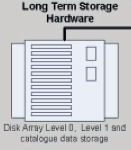 Long Term Storage
Hardware
Disk Array Level 0, Level 1 and
catalogue data storage